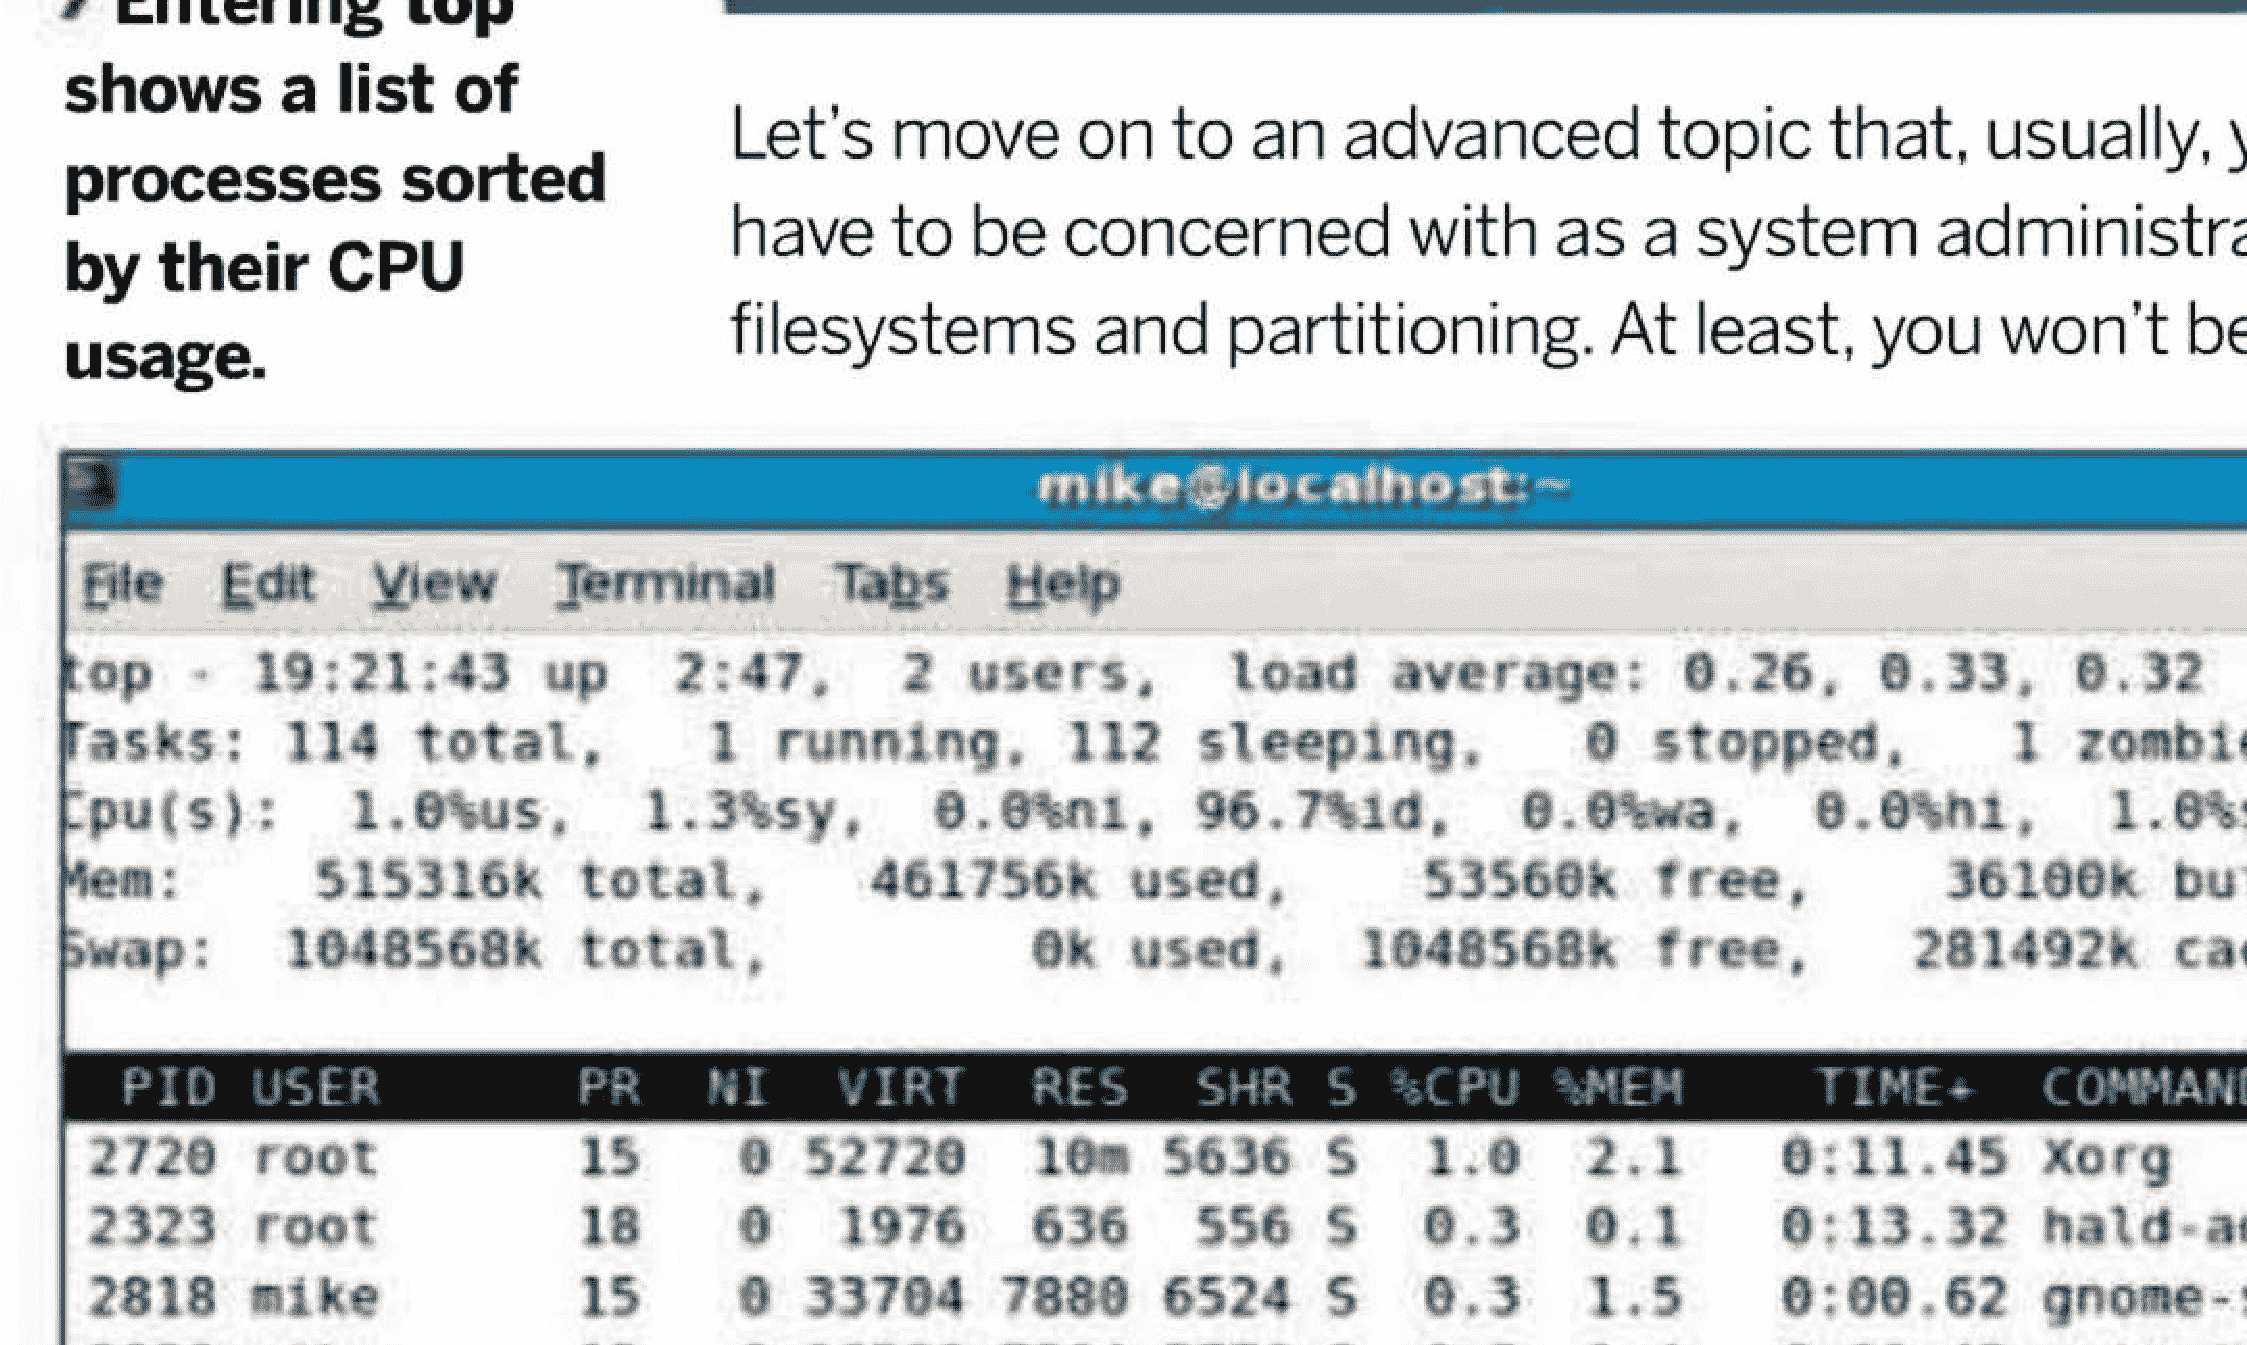 Entering top
shows a list of
processes sorted
by their CPU
usage.
Let's move on to an advanced topic that, usually, y
have to be concerned with as a system administra
filesystems and partitioning. At least, you won't be
mike@localhost:~
File Edit View Terminal Tabs Help
top - 19:21:43 up 2:47, 2 users, load average: 0.26, 0.33, 0.32
Tasks: 114 total, 1 running, 112 sleeping, 0 stopped, 1 zombie
Cpu(s): 1.0%us, 1.3%sy, 0.0%ni, 96.7%id, 0.0%wa, 0.0%hi, 1.0%s
Mem: 515316k total, 461756k used, 53560k free, 36100k bu
Swap: 1048568k total, 0k used, 1048568k free, 281492k ca
PID USER PR NI VIRT RES SHR S %CPU %MEM TIME+ COMMAND
2720 root 15 0 52720 10m 5636 S 1.0 2.1 0:11.45 Xorg
2323 root 18 0 1976 636 556 S 0.3 0.1 0:13.32 hald-a
2818 mike 15 0 33704 7880 6524 S 0.3 1.5 0:00.62 gnome-s